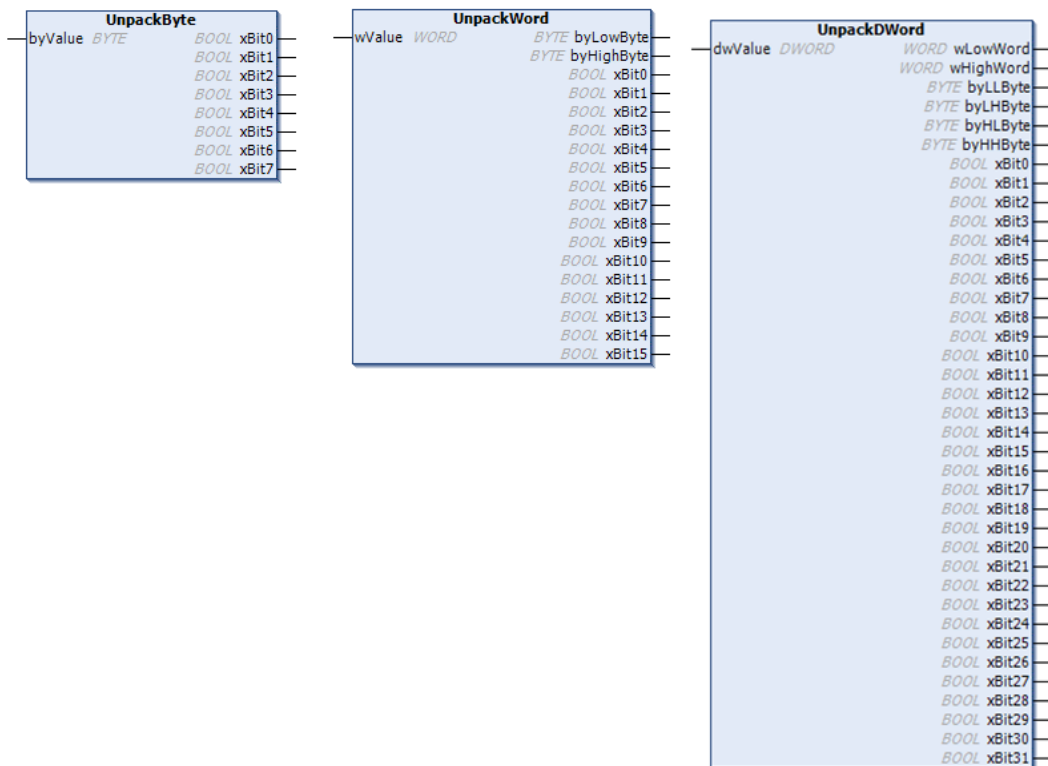 UnpackByte
byValue BYTE BOOL xBit0
BOOL xBit1
BOOL xBit2
BOOL xBit3
BOOL xBit4
BOOL xBit5
BOOL xBit6
BOOL xBit7
UnpackWord
wValue WORD BYTE byLowByte
BYTE byHighByte
BOOL xBit0
BOOL xBit1
BOOL xBit2
BOOL xBit3
BOOL xBit4
BOOL xBit5
BOOL xBit6
BOOL xBit7
BOOL xBit8
BOOL xBit9
BOOL xBit10
BOOL xBit11
BOOL xBit12
BOOL xBit13
BOOL xBit14
BOOL xBit15
UnpackDWord
dwValue DWORD WORD wLowWord
WORD wHighWord
BYTE byLLByte
BYTE byLHByte
BYTE byHLByte
BYTE byHHByte
BOOL xBit0
BOOL xBit1
BOOL xBit2
BOOL xBit3
BOOL xBit4
BOOL xBit5
BOOL xBit6
BOOL xBit7
BOOL xBit8
BOOL xBit9
BOOL xBit10
BOOL xBit11
BOOL xBit12
BOOL xBit13
BOOL xBit14
BOOL xBit15
BOOL xBit16
BOOL xBit17
BOOL xBit18
BOOL xBit19
BOOL xBit20
BOOL xBit21
BOOL xBit22
BOOL xBit23
BOOL xBit24
BOOL xBit25
BOOL xBit26
BOOL xBit27
BOOL xBit28
BOOL xBit29
BOOL xBit30
BOOL xBit31